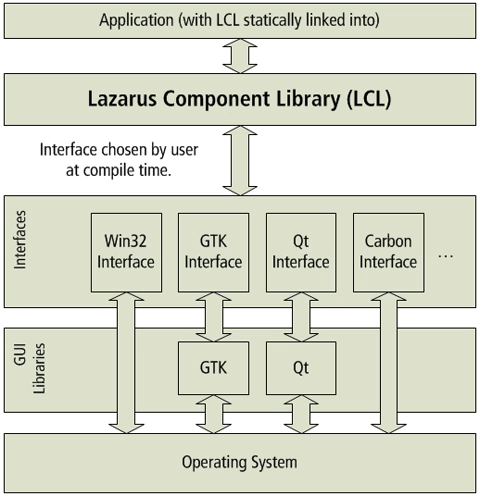 Application (with LCL statically linked into)
Lazarus Component Library (LCL)
Interface chosen by user
at compile time.
Interfaces
Win32
Interface
GTK
Interface
Qt
Interface
Carbon
Interface
...
GUI
Libraries
GTK
Qt
Operating System